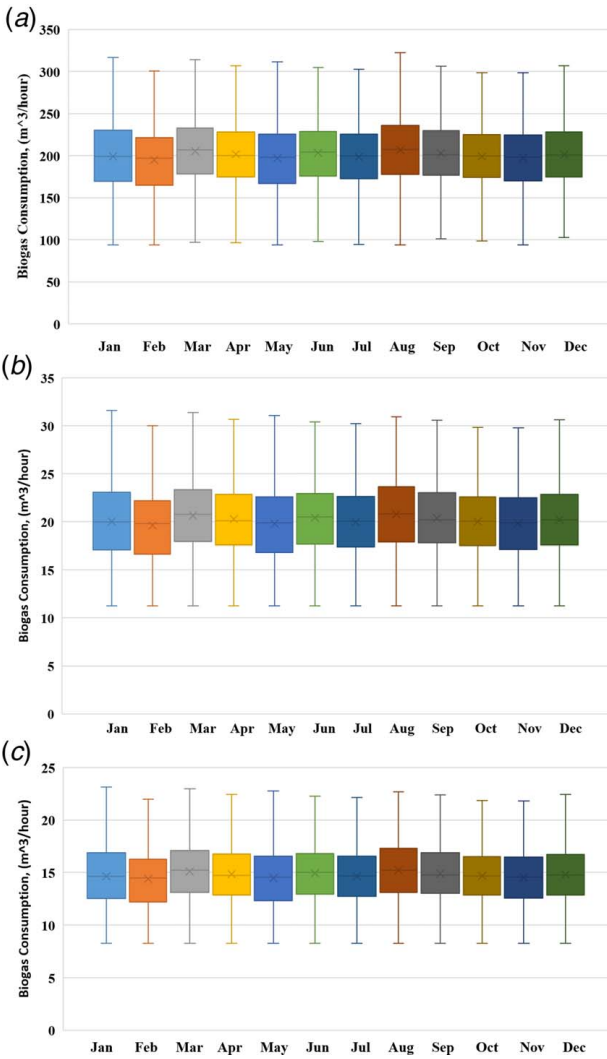 (a)
350
300
250
200
150
100
50
0
Biogas Consumption, (m^3/hour)
Jan Feb Mar Apr May Jun Jul Aug Sep Oct Nov Dec
(b)
35
30
25
20
15
10
5
0
Biogas Consumption, (m^3/hour)
Jan Feb Mar Apr May Jun Jul Aug Sep Oct Nov Dec
(c)
25
20
15
10
5
0
Biogas Consumption, (m^3/hour)
Jan Feb Mar Apr May Jun Jul Aug Sep Oct Nov Dec